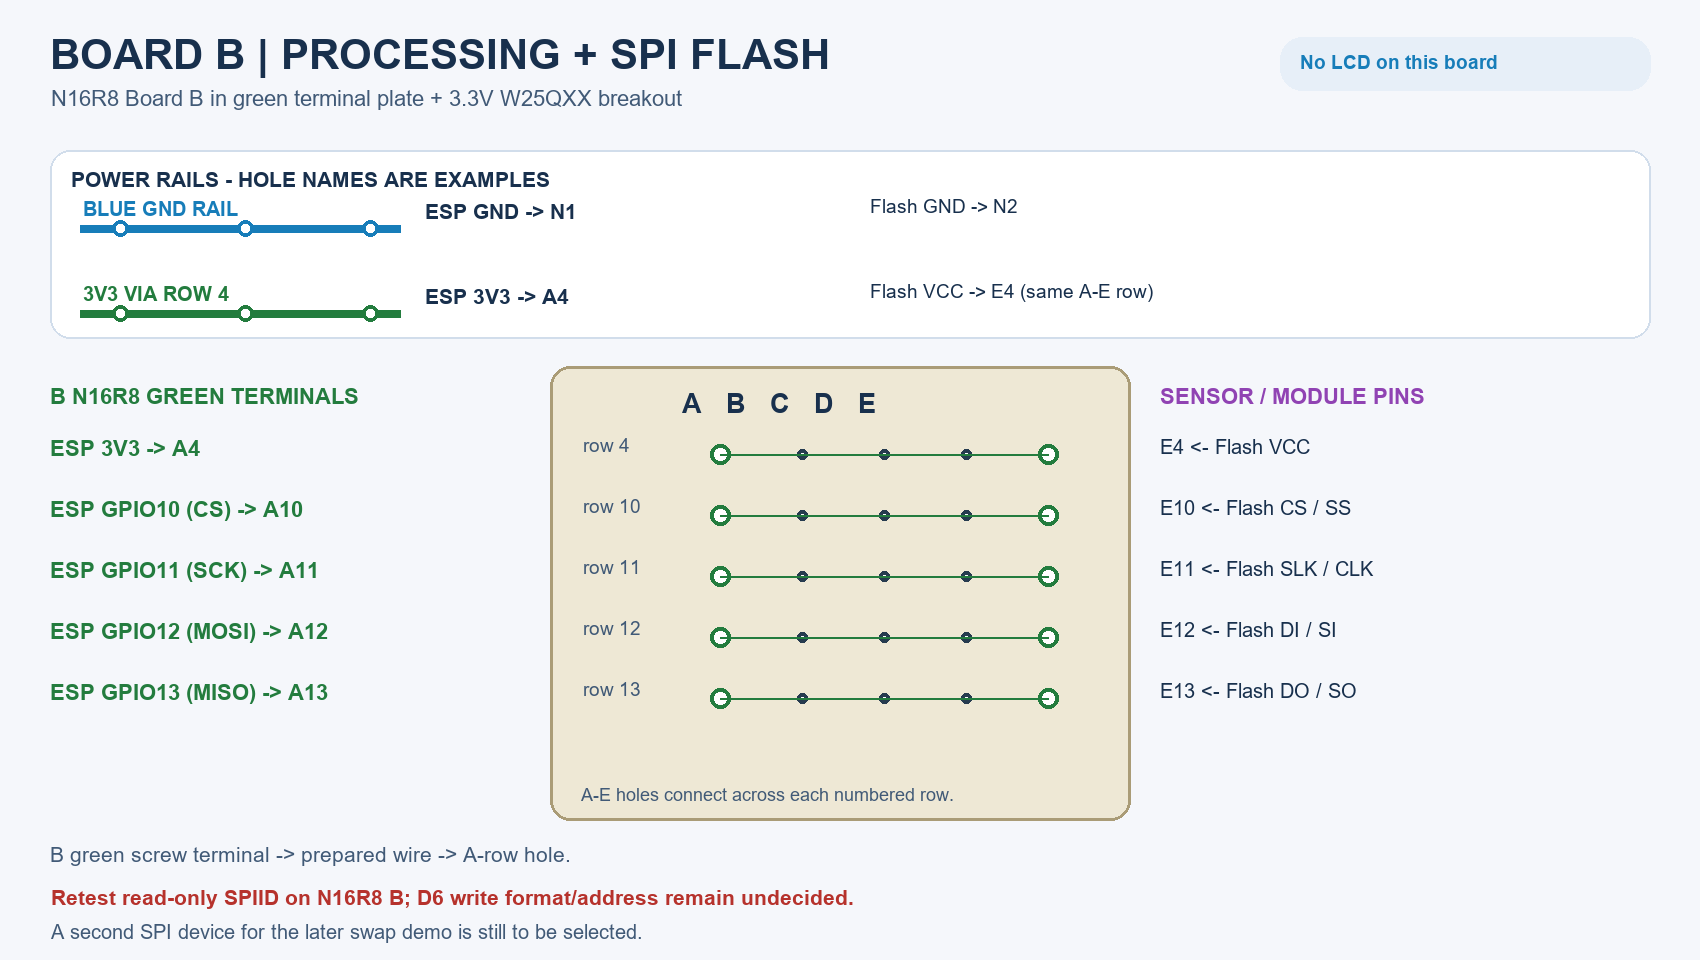 BOARD B | PROCESSING + SPI FLASH
No LCD on this board
N16R8 Board B in green terminal plate + 3.3V W25QXX breakout
POWER RAILS - HOLE NAMES ARE EXAMPLES
BLUE GND RAIL
ESP GND -> N1
Flash GND -> N2
3V3 VIA ROW 4
ESP 3V3 -> A4
Flash VCC -> E4 (same A-E row)
B N16R8 GREEN TERMINALS
A B C D E
SENSOR / MODULE PINS
ESP 3V3 -> A4
row 4
E4 <- Flash VCC
ESP GPIO10 (CS) -> A10
row 10
E10 <- Flash CS / SS
ESP GPIO11 (SCK) -> A11
row 11
E11 <- Flash SLK / CLK
ESP GPIO12 (MOSI) -> A12
row 12
E12 <- Flash DI / SI
ESP GPIO13 (MISO) -> A13
row 13
E13 <- Flash DO / SO
A-E holes connect across each numbered row.
B green screw terminal -> prepared wire -> A-row hole.
Retest read-only SPIID on N16R8 B; D6 write format/address remain undecided.
A second SPI device for the later swap demo is still to be selected.